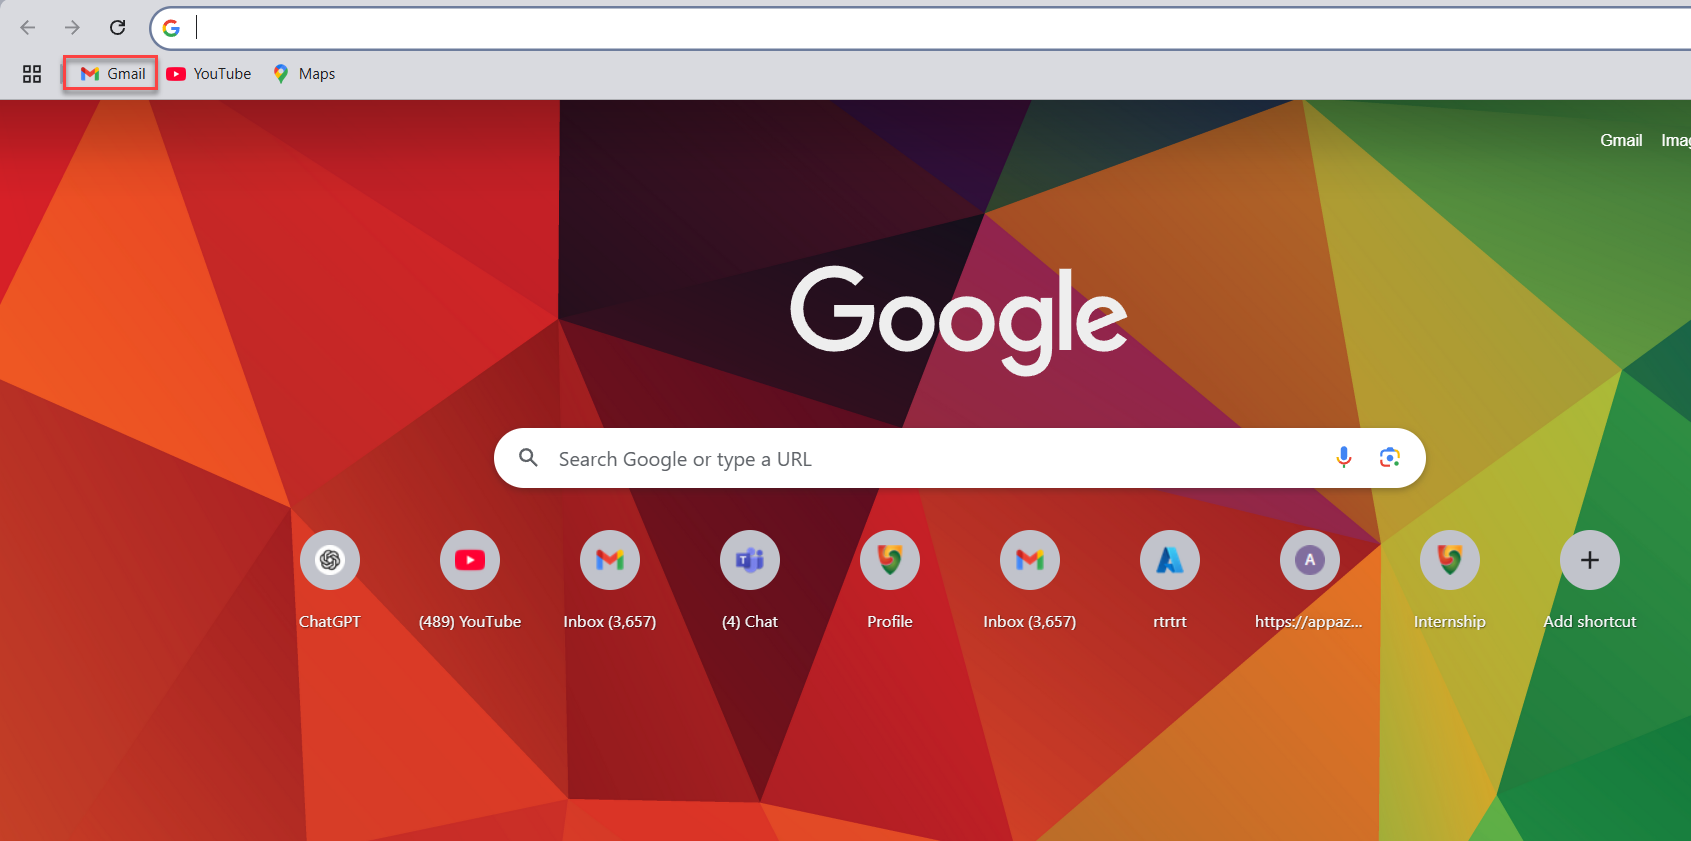 Gmail YouTube Maps
Gmail Imag
Google
Search Google or type a URL
ChatGPT (489) YouTube Inbox (3,657) (4) Chat Profile Inbox (3,657) rtrtrt https://appaz... Internship Add shortcut